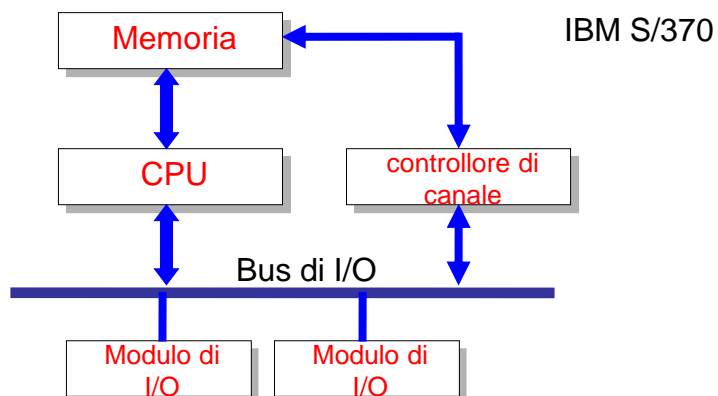 IBM S/370
Memoria
CPU
controllore di
canale
Bus di I/O
Modulo di
I/O
Modulo di
I/O